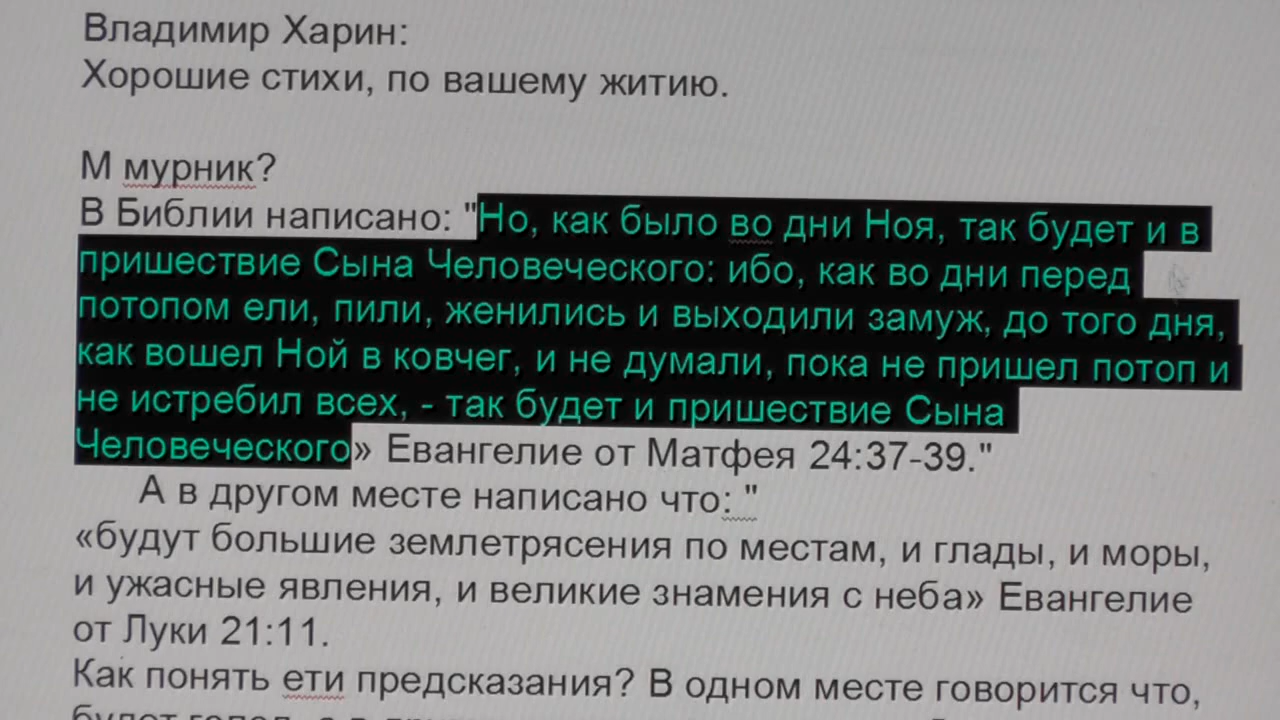 Владимир Харин:
Хорошие стихи, по вашему житию.
М мурник?
В Библии написано: "Но, как было во дни Ноя, так будет и в
пришествие Сына Человеческого: ибо, как во дни перед
потопом ели, пили, женились и выходили замуж, до того дня,
как вошел Ной в ковчег, и не думали, пока не пришел потоп и
не истребил всех, - так будет и пришествие Сына
Человеческого» Евангелие от Матфея 24:37-39."
А в другом месте написано что: "
«будут большие землетрясения по местам, и глады, и моры,
и ужасные явления, и великие знамения с неба» Евангелие
от Луки 21:11.
Как понять ети предсказания? В одном месте говорится что,
будет голод, а в